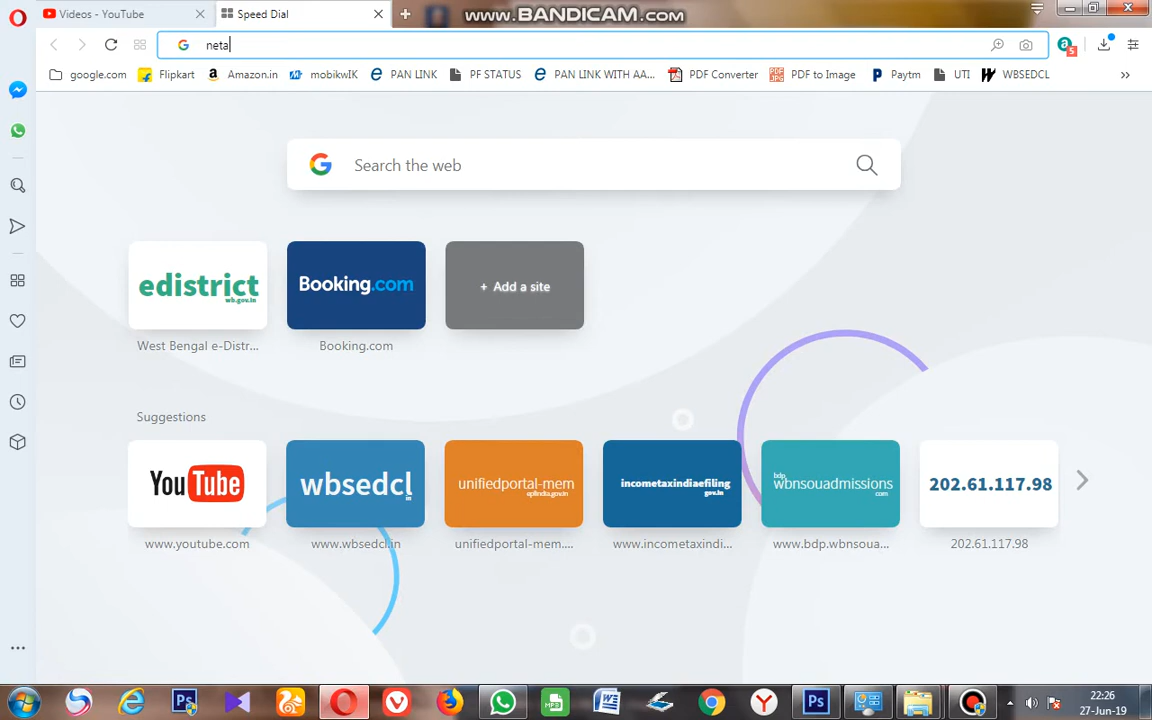 Videos - YouTube
Speed Dial
www.BANDICAM.com
neta
5
google.com
Flipkart
Amazon.in
mobikwIK
PAN LINK
PF STATUS
PAN LINK WITH AA...
PDF Converter
PDF to Image
Paytm
UTI
WBSEDCL
Search the web
edistrict
wb.gov.in
Booking.com
+ Add a site
West Bengal e-Distr...
Booking.com
Suggestions
YouTube
wbsedcl
in
unifiedportal-mem
epfindia.gov.in
incometaxindiaefiling
gov.in
bdp.
wbnsouadmissions
com
202.61.117.98
www.youtube.com
www.wbsedcl.in
unifiedportal-mem....
www.incometaxindi...
www.bdp.wbnsoua...
202.61.117.98
22:26
27-Jun-19